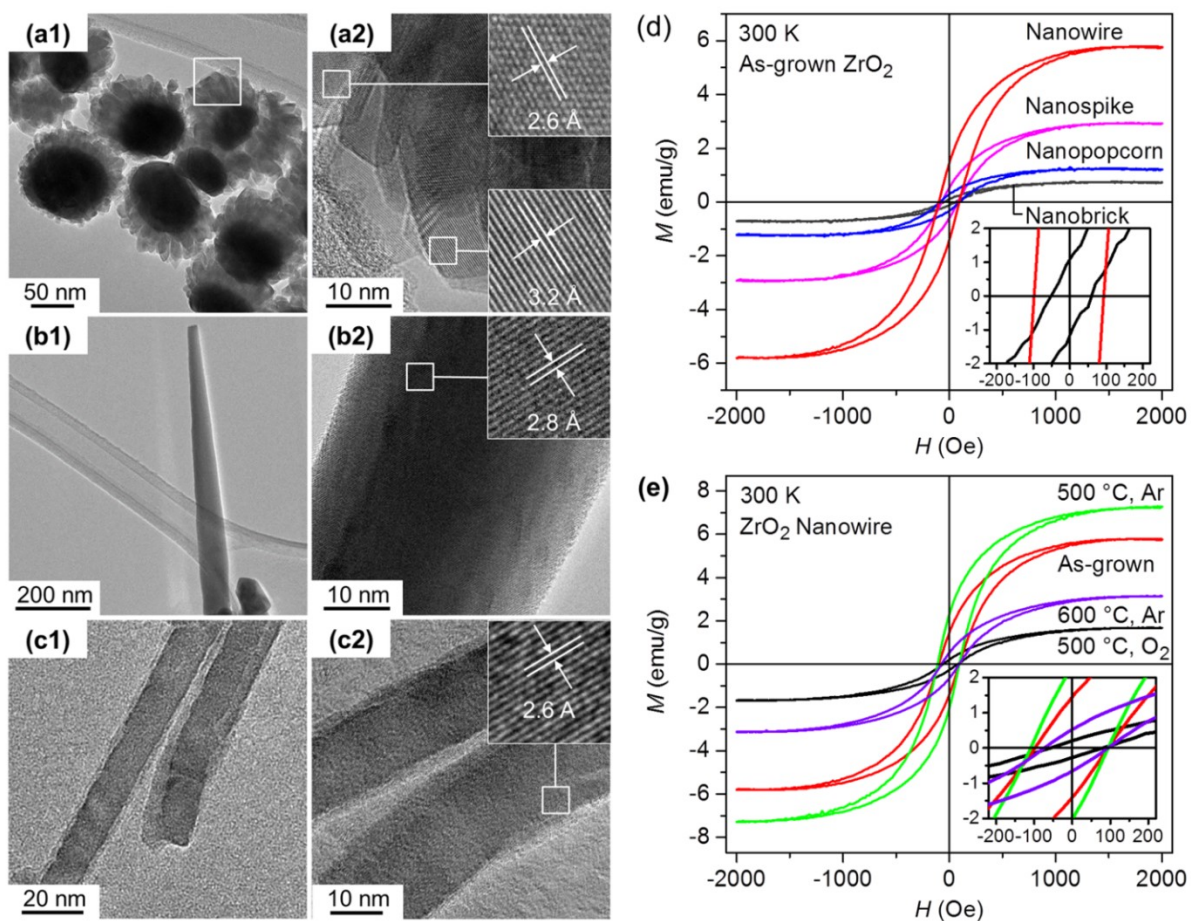 (a1)
50 nm
(a2)
2.6 Å
3.2 Å
10 nm
(b1)
200 nm
(b2)
2.8 Å
10 nm
(c1)
20 nm
(c2)
2.6 Å
10 nm
(d)
300 K
As-grown ZrO₂
Nanowire
Nanospike
Nanopopcorn
Nanobrick
M (emu/g)
6
4
2
0
-2
-4
-6
-2000 -1000 0 1000 2000
H (Oe)
2
1
0
-1
-2
-200 -100 0 100 200
(e)
300 K
ZrO₂ Nanowire
500 °C, Ar
As-grown
600 °C, Ar
500 °C, O₂
M (emu/g)
8
6
4
2
0
-2
-4
-6
-8
-2000 -1000 0 1000 2000
H (Oe)
2
1
0
-1
-2
-200 -100 0 100 200